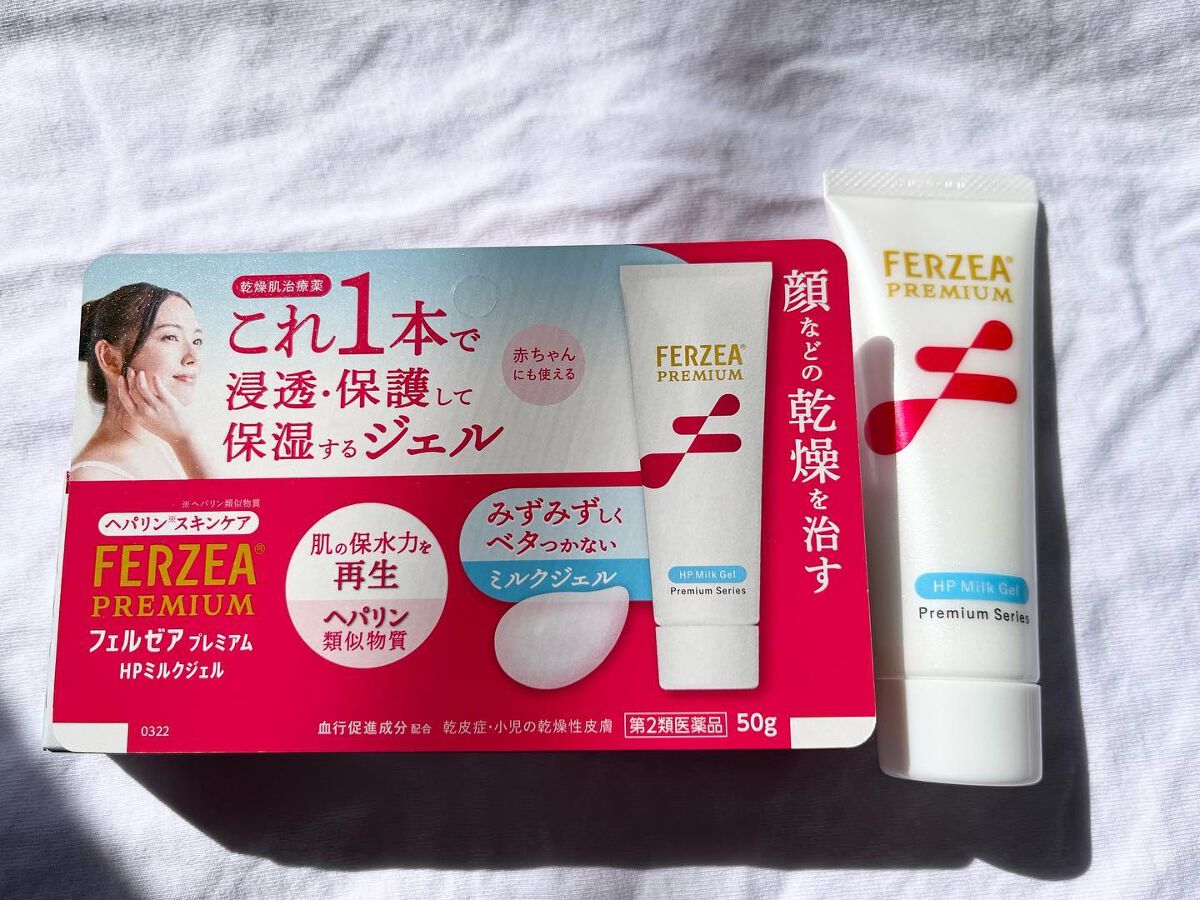 乾燥肌治療薬
これ1本で
浸透・保護して
保湿するジェル
赤ちゃん
にも使える
FERZEA®
PREMIUM
HP Milk Gel
Premium Series
顔などの乾燥を治す
※ヘパリン類似物質
ヘパリン※スキンケア
FERZEA®
PREMIUM
フェルゼア プレミアム
HPミルクジェル
肌の保水力を
再生
ヘパリン
類似物質
みずみずしく
ベタつかない
ミルクジェル
0322
血行促進成分配合 乾皮症・小児の乾燥性皮膚 第2類医薬品 50g
FERZEA®
PREMIUM
HP Milk Gel
Premium Series